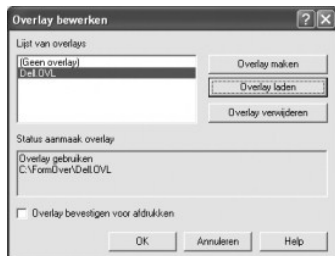 Overlay bewerken
Lijst van overlays
(Geen overlay)
Dell.OVL
Overlay maken
Overlay laden
Overlay verwijderen
Status aanmaak overlay
Overlay gebruiken
C:\FormOver\Dell.OVL
Overlay bevestigen voor afdrukken
OK
Annuleren
Help